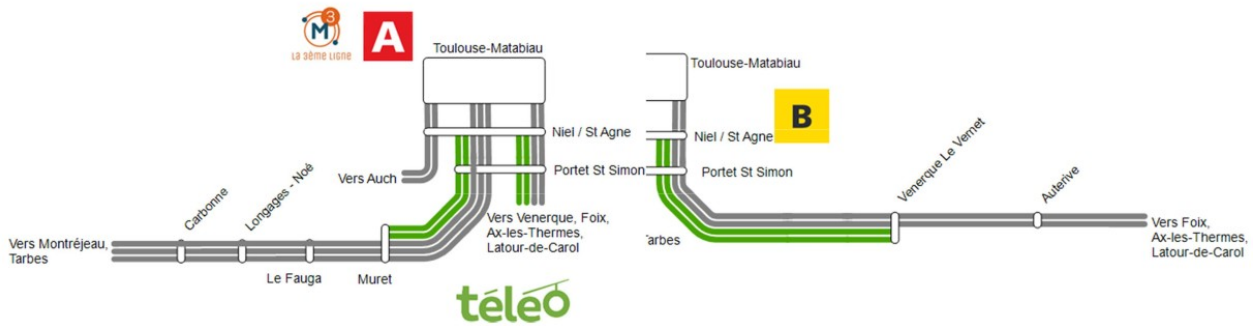 M3
LA 3ème LIGNE
A
Toulouse-Matabiau
Niel / St Agne
Portet St Simon
Vers Auch
Vers Venerque, Foix,
Ax-les-Thermes,
Latour-de-Carol
Carbonne
Longages - Noé
Vers Montréjeau,
Tarbes
Le Fauga
Muret
téléo
Toulouse-Matabiau
B
Niel / St Agne
Portet St Simon
Tarbes
Venerque Le Vernet
Auterive
Vers Foix,
Ax-les-Thermes,
Latour-de-Carol